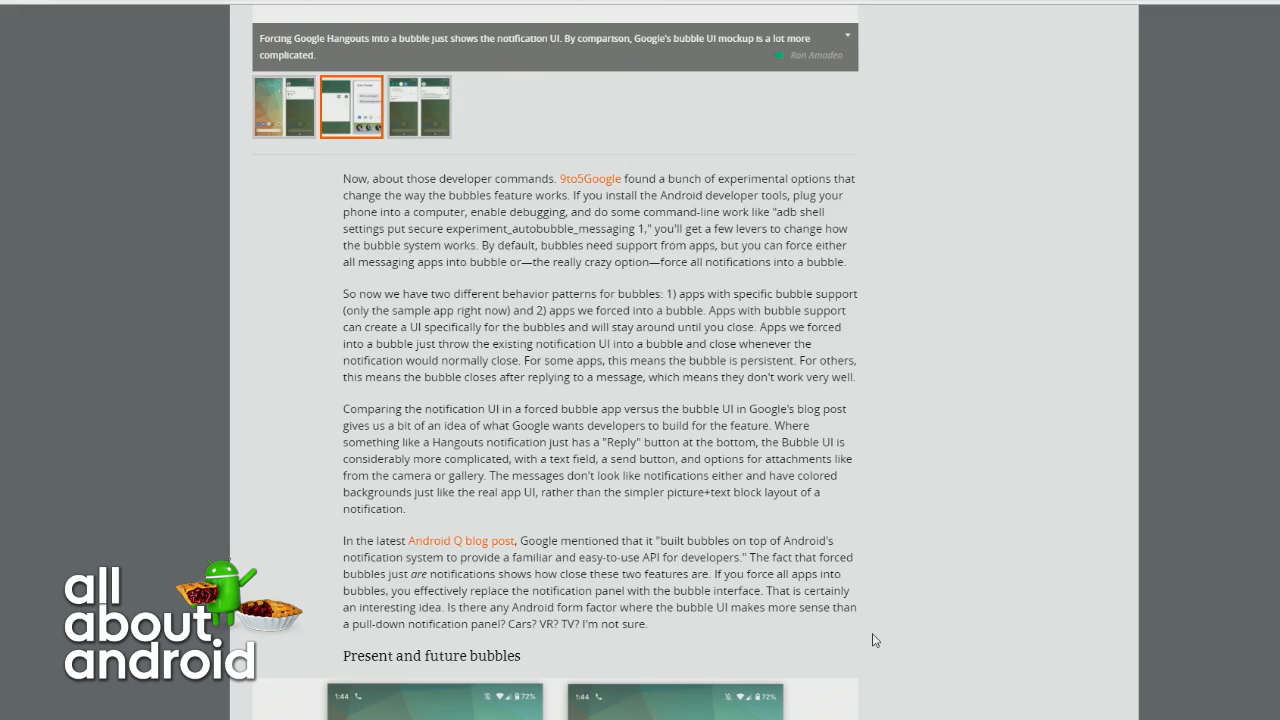 Forcing Google Hangouts into a bubble just shows the notification UI. By comparison, Google's bubble UI mockup is a lot more
complicated.
Ron Amadeo
Now, about those developer commands. 9to5Google found a bunch of experimental options that
change the way the bubbles feature works. If you install the Android developer tools, plug your
phone into a computer, enable debugging, and do some command-line work like "adb shell
settings put secure experiment_autobubble_messaging 1," you'll get a few levers to change how
the bubble system works. By default, bubbles need support from apps, but you can force either
all messaging apps into bubble or—the really crazy option—force all notifications into a bubble.
So now we have two different behavior patterns for bubbles: 1) apps with specific bubble support
(only the sample app right now) and 2) apps we forced into a bubble. Apps with bubble support
can create a UI specifically for the bubbles and will stay around until you close. Apps we forced
into a bubble just throw the existing notification UI into a bubble and close whenever the
notification would normally close. For some apps, this means the bubble is persistent. For others,
this means the bubble closes after replying to a message, which means they don't work very well.
Comparing the notification UI in a forced bubble app versus the bubble UI in Google's blog post
gives us a bit of an idea of what Google wants developers to build for the feature. Where
something like a Hangouts notification just has a "Reply" button at the bottom, the Bubble UI is
considerably more complicated, with a text field, a send button, and options for attachments like
from the camera or gallery. The messages don't look like notifications either and have colored
backgrounds just like the real app UI, rather than the simpler picture+text block layout of a
notification.
In the latest Android Q blog post, Google mentioned that it "built bubbles on top of Android's
notification system to provide a familiar and easy-to-use API for developers." The fact that forced
bubbles just are notifications shows how close these two features are. If you force all apps into
bubbles, you effectively replace the notification panel with the bubble interface. That is certainly
an interesting idea. Is there any Android form factor where the bubble UI makes more sense than
a pull-down notification panel? Cars? VR? TV? I'm not sure.
Present and future bubbles
1:44 72%
1:44 72%
all
about
android